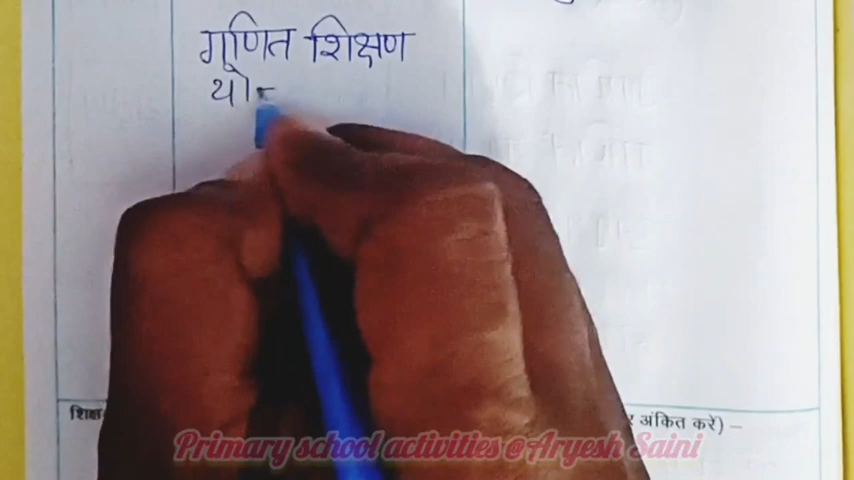 गणित शिक्षण
यो
शिक्ष
र अंकित करें) –
Primary school activities @Aryesh Saini